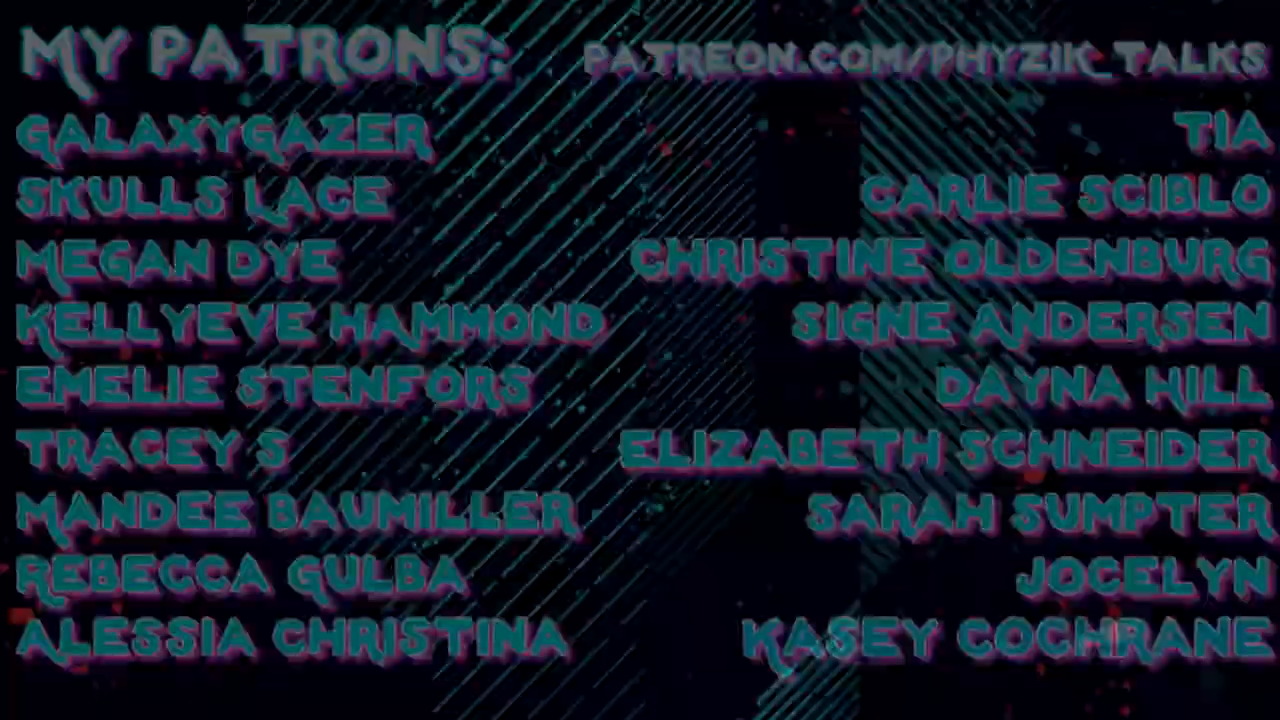 MY PATRONS:
PATREON.COM/PHYZIK_TALKS
GALAXYGAZER
SKULLS LACE
MEGAN DYE
KELLYEVE HAMMOND
EMELIE STENFORS
TRACEY S
MANDEE BAUMILLER
REBECCA GULBA
ALESSIA CHRISTINA
TIA
CARLIE SCIBLO
CHRISTINE OLDENBURG
SIGNE ANDERSEN
DAYNA HILL
ELIZABETH SCHNEIDER
SARAH SUMPTER
JOCELYN
KASEY COCHRANE